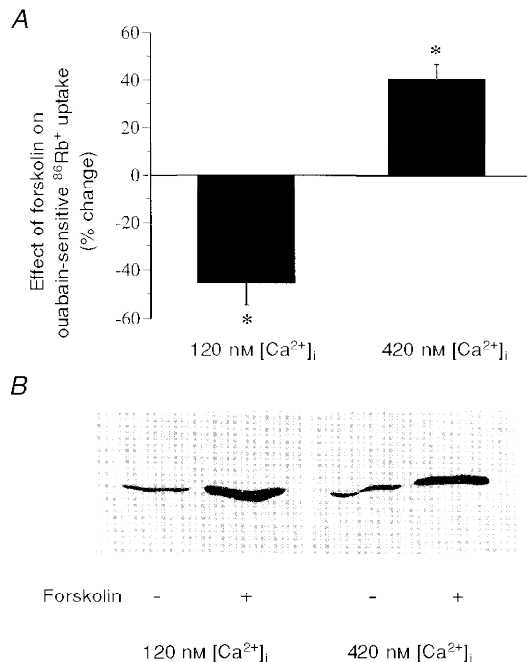 A
60
40
20
0
-20
-40
-60
Effect of forskolin on
ouabain-sensitive ⁸⁶Rb⁺ uptake
(% change)
*
*
120 nM [Ca²⁺]ᵢ 420 nM [Ca²⁺]ᵢ
B
Forskolin - + - +
120 nM [Ca²⁺]ᵢ 420 nM [Ca²⁺]ᵢ